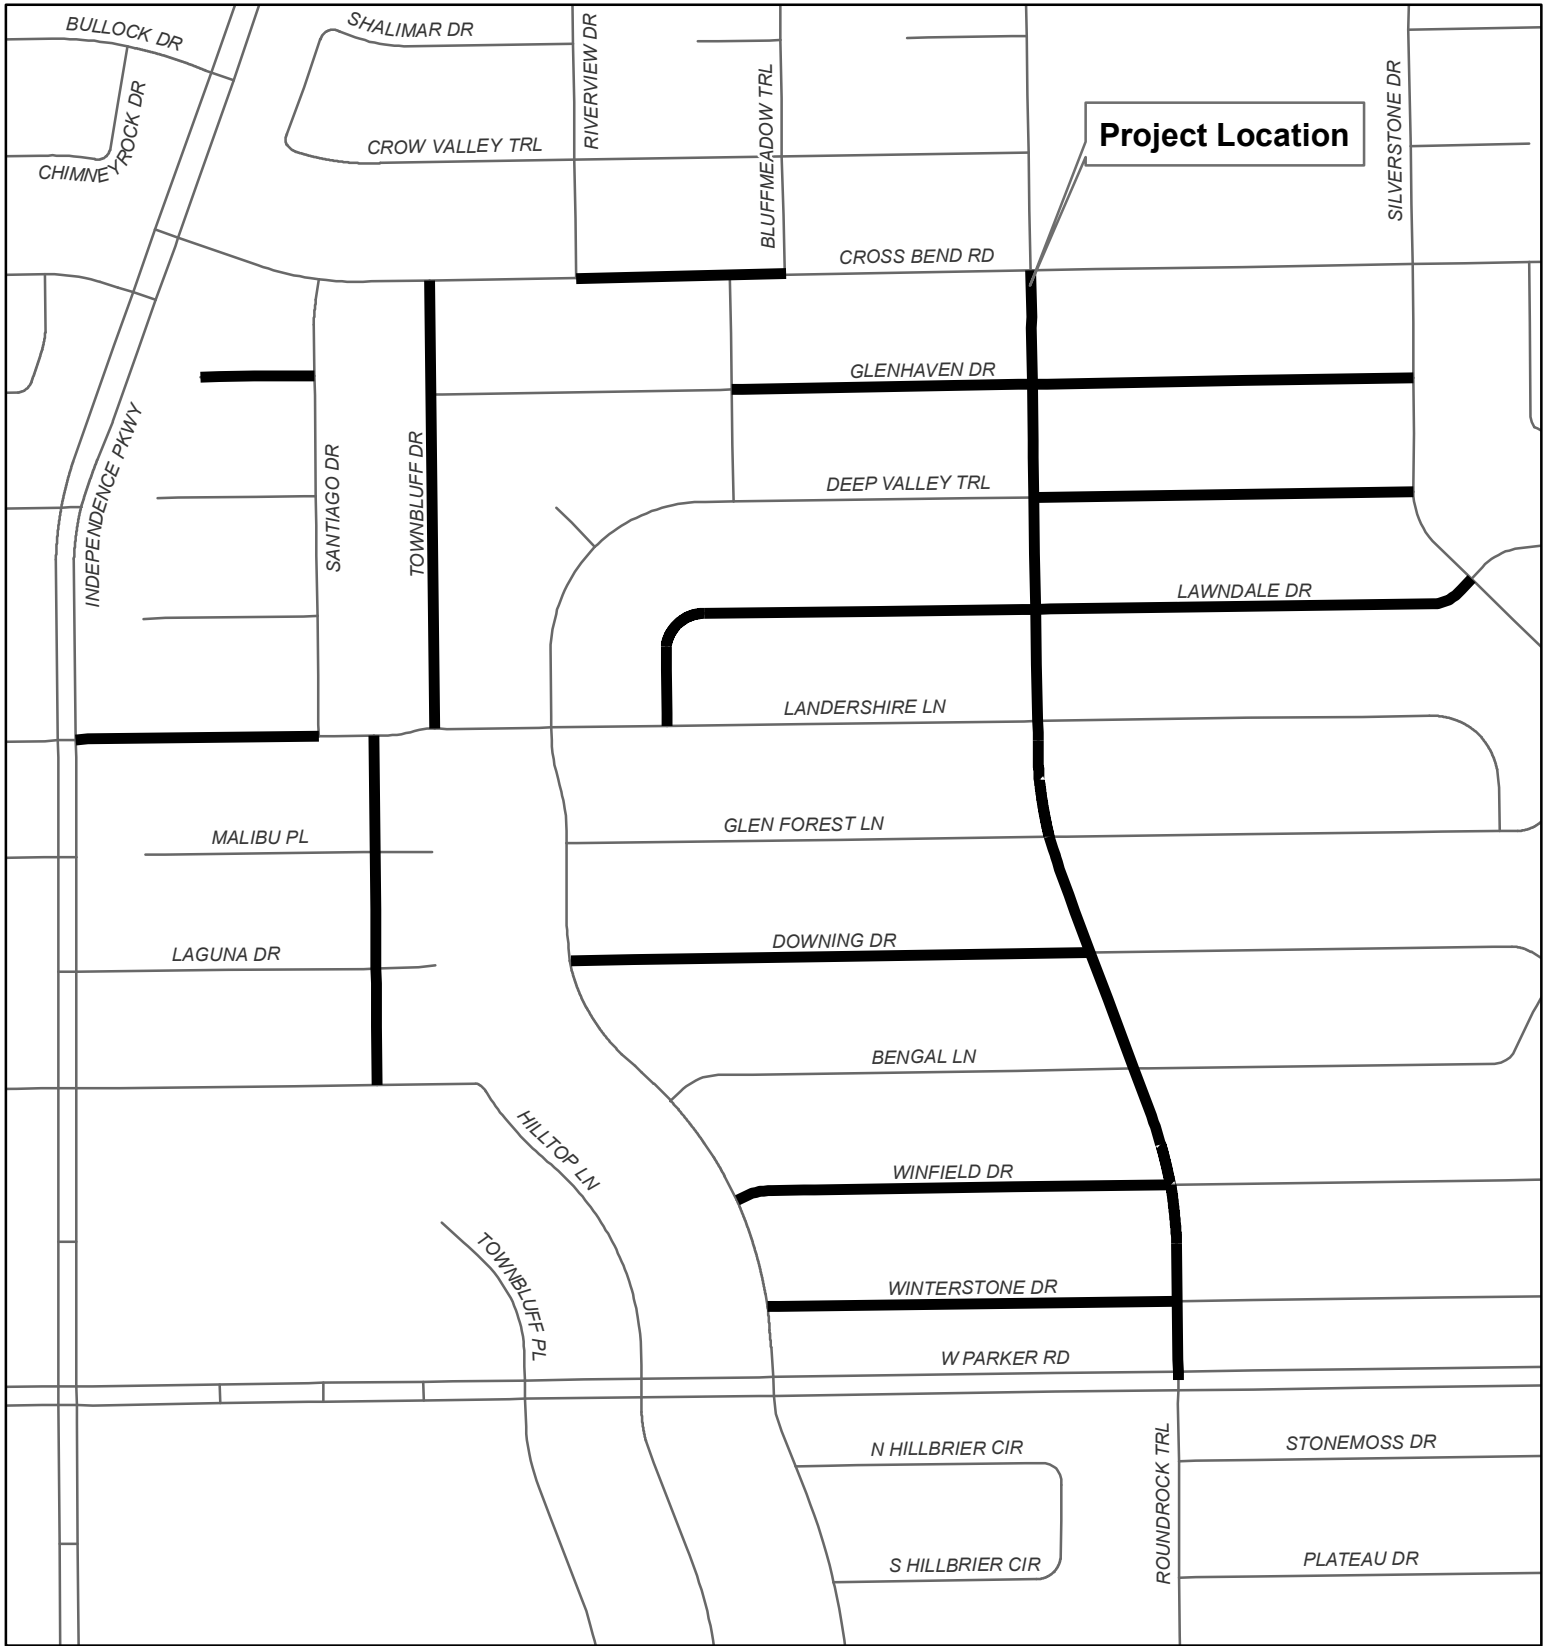 BULLOCK DR
SHALIMAR DR
RIVERVIEW DR
BLUFFMEADOW TRL
SILVERSTONE DR
CHIMNEYROCK DR
CROW VALLEY TRL
Project Location
CROSS BEND RD
GLENHAVEN DR
INDEPENDENCE PKWY
SANTIAGO DR
TOWNBLUFF DR
DEEP VALLEY TRL
LAWNDALE DR
LANDERSHIRE LN
MALIBU PL
GLEN FOREST LN
LAGUNA DR
DOWNING DR
BENGAL LN
HILLTOP LN
WINFIELD DR
TOWNBLUFF PL
WINTERSTONE DR
W PARKER RD
N HILLBRIER CIR
ROUNDROCK TRL
STONEMOSS DR
S HILLBRIER CIR
PLATEAU DR